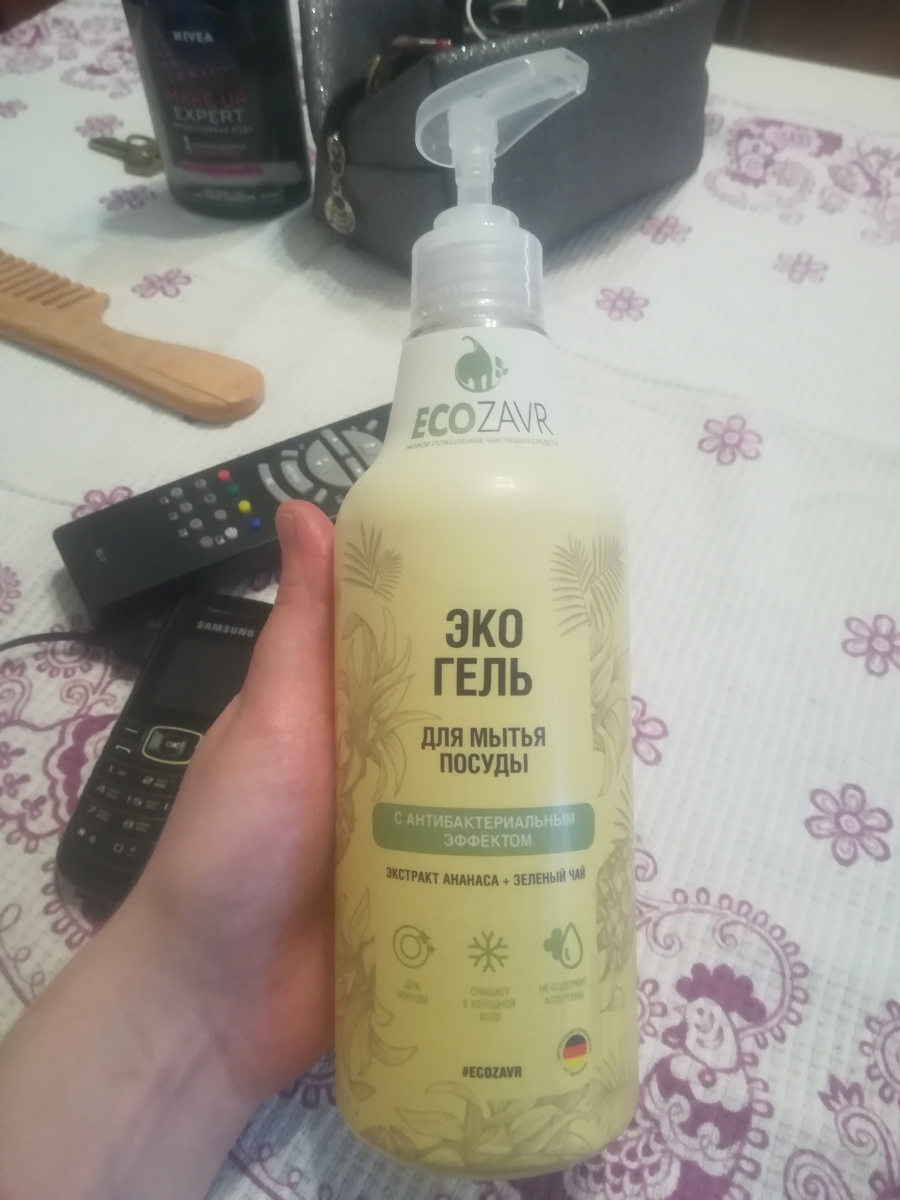 NIVEA
MAKE UP
EXPERT
ECOZAVR
НОВОЕ ПОКОЛЕНИЕ ЧИСТЯЩИХ СРЕДСТВ
SAMSUNG
OK
ЭКО
ГЕЛЬ
ДЛЯ МЫТЬЯ
ПОСУДЫ
С АНТИБАКТЕРИАЛЬНЫМ
ЭФФЕКТОМ
ЭКСТРАКТ АНАНАСА + ЗЕЛЕНЫЙ ЧАЙ
ДЛЯ
ПОСУДЫ
ОЧИЩАЕТ
В ХОЛОДНОЙ
ВОДЕ
НЕ СОДЕРЖИТ
АЛЛЕРГЕНЫ
#ECOZAVR